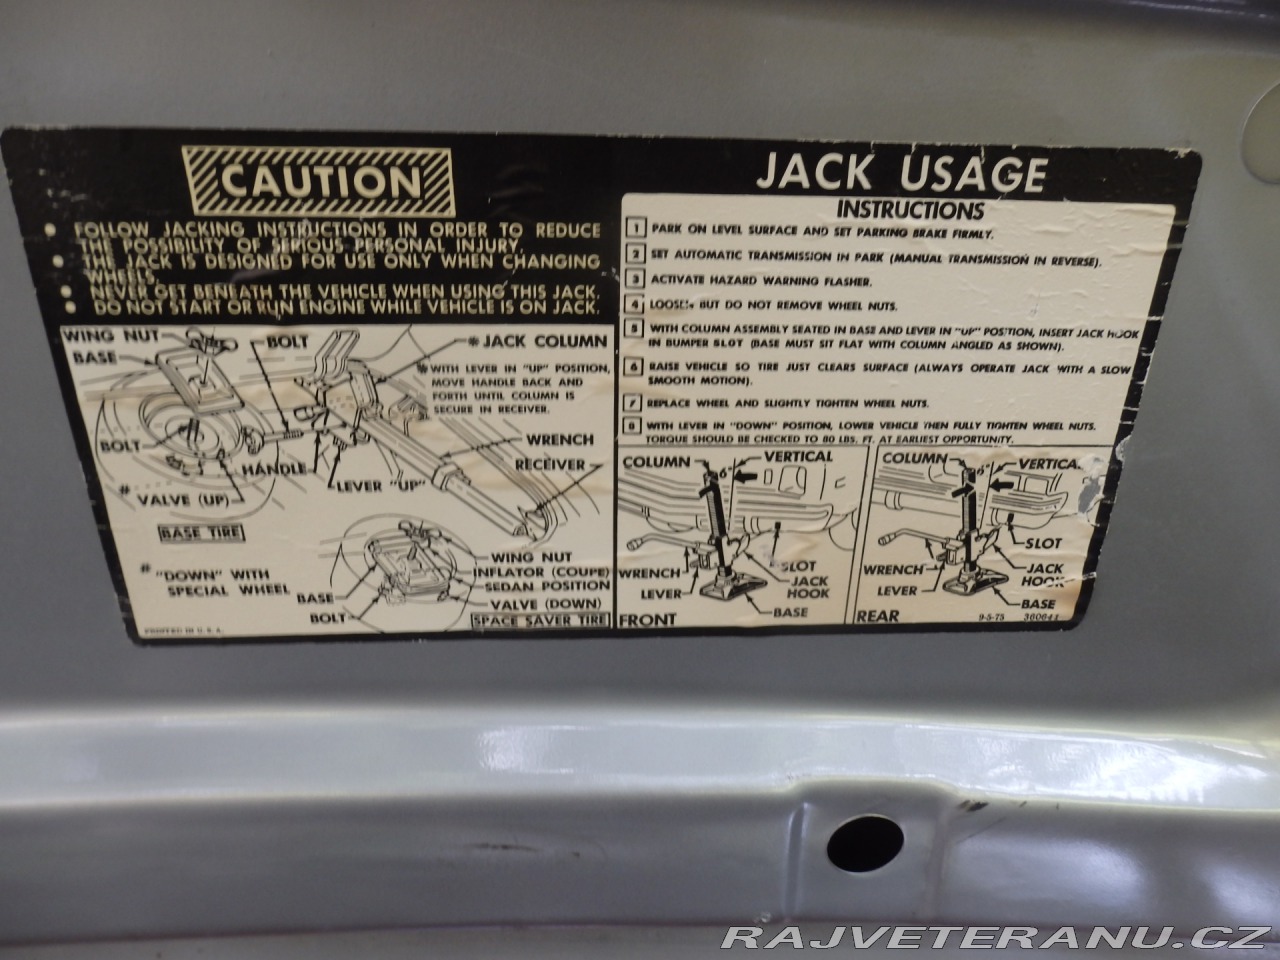 CAUTION
• FOLLOW JACKING INSTRUCTIONS IN ORDER TO REDUCE
THE POSSIBILITY OF SERIOUS PERSONAL INJURY.
• THE JACK IS DESIGNED FOR USE ONLY WHEN CHANGING
WHEELS.
• NEVER GET BENEATH THE VEHICLE WHEN USING THIS JACK.
• DO NOT START OR RUN ENGINE WHILE VEHICLE IS ON JACK.
WING NUT
BASE
BOLT
* JACK COLUMN
*WITH LEVER IN "UP" POSITION,
MOVE HANDLE BACK AND
FORTH UNTIL COLUMN IS
SECURE IN RECEIVER.
BOLT
HANDLE
WRENCH
RECEIVER
LEVER "UP"
* VALVE (UP)
BASE TIRE
* "DOWN" WITH
SPECIAL WHEEL
BASE
BOLT
WING NUT
INFLATOR (COUPE)
SEDAN POSITION
VALVE (DOWN)
SPACE SAVER TIRE
PRINTED IN U.S.A.
JACK USAGE
INSTRUCTIONS
1 PARK ON LEVEL SURFACE AND SET PARKING BRAKE FIRMLY.
2 SET AUTOMATIC TRANSMISSION IN PARK (MANUAL TRANSMISSION IN REVERSE).
3 ACTIVATE HAZARD WARNING FLASHER.
4 LOOSEN BUT DO NOT REMOVE WHEEL NUTS.
5 WITH COLUMN ASSEMBLY SEATED IN BASE AND LEVER IN "UP" POSITION, INSERT JACK HOOK
IN BUMPER SLOT (BASE MUST SIT FLAT WITH COLUMN ANGLED AS SHOWN).
6 RAISE VEHICLE SO TIRE JUST CLEARS SURFACE (ALWAYS OPERATE JACK WITH A SLOW
SMOOTH MOTION).
7 REPLACE WHEEL AND SLIGHTLY TIGHTEN WHEEL NUTS.
8 WITH LEVER IN "DOWN" POSITION, LOWER VEHICLE THEN FULLY TIGHTEN WHEEL NUTS.
TORQUE SHOULD BE CHECKED TO 80 LBS. FT. AT EARLIEST OPPORTUNITY.
COLUMN
6°
VERTICAL
WRENCH
LEVER
SLOT
JACK
HOOK
BASE
FRONT
COLUMN
6°
VERTICAL
WRENCH
LEVER
SLOT
JACK
HOOK
BASE
REAR
9-5-75
RAJVETERANU.CZ